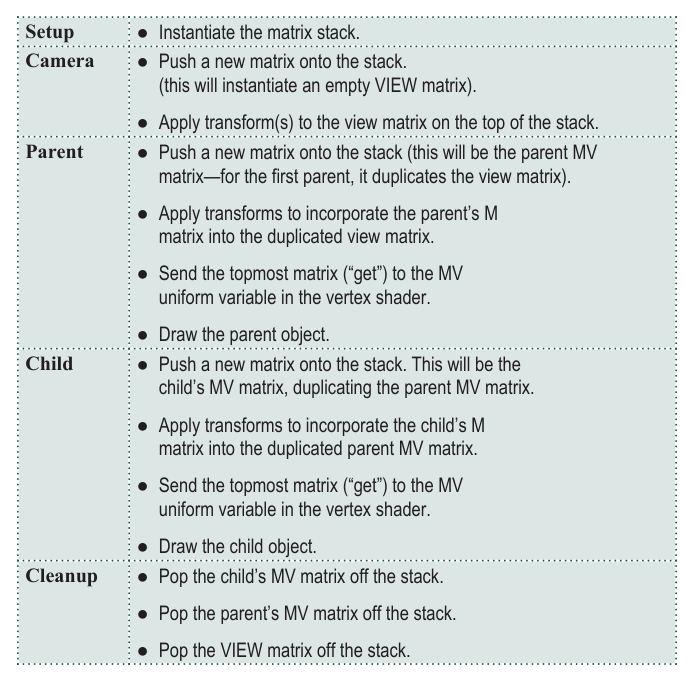 Setup
● Instantiate the matrix stack.
Camera
● Push a new matrix onto the stack.
(this will instantiate an empty VIEW matrix).
● Apply transform(s) to the view matrix on the top of the stack.
Parent
● Push a new matrix onto the stack (this will be the parent MV
matrix—for the first parent, it duplicates the view matrix).
● Apply transforms to incorporate the parent’s M
matrix into the duplicated view matrix.
● Send the topmost matrix (“get”) to the MV
uniform variable in the vertex shader.
● Draw the parent object.
Child
● Push a new matrix onto the stack. This will be the
child’s MV matrix, duplicating the parent MV matrix.
● Apply transforms to incorporate the child’s M
matrix into the duplicated parent MV matrix.
● Send the topmost matrix (“get”) to the MV
uniform variable in the vertex shader.
● Draw the child object.
Cleanup
● Pop the child’s MV matrix off the stack.
● Pop the parent’s MV matrix off the stack.
● Pop the VIEW matrix off the stack.